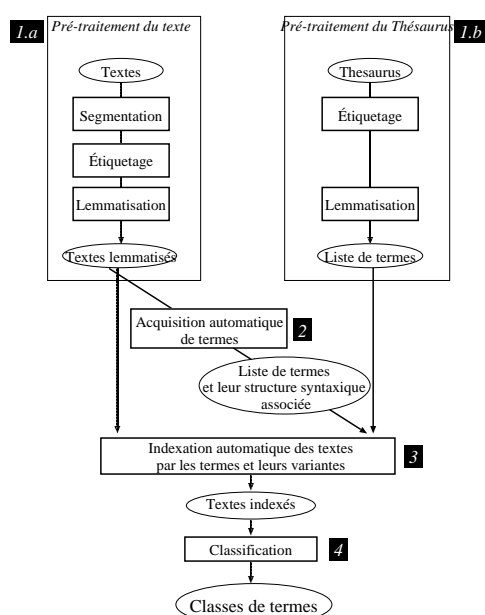 1.a
Pré-traitement du texte
Textes
Segmentation
Étiquetage
Lemmatisation
Textes lemmatisés
Pré-traitement du Thésaurus
1.b
Thesaurus
Étiquetage
Lemmatisation
Liste de termes
Acquisition automatique
de termes
2
Liste de termes
et leur structure syntaxique
associée
Indexation automatique des textes
par les termes et leurs variantes
3
Textes indexés
Classification
4
Classes de termes